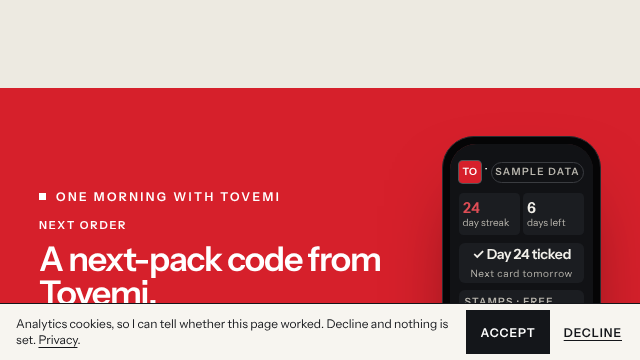 ONE MORNING WITH TOVEMI
NEXT ORDER
A next-pack code from
Tovemi.
TO
SAMPLE DATA
24
day streak
6
days left
✓ Day 24 ticked
Next card tomorrow
STAMPS · FREE
Analytics cookies, so I can tell whether this page worked. Decline and nothing is
set. Privacy.
ACCEPT
DECLINE